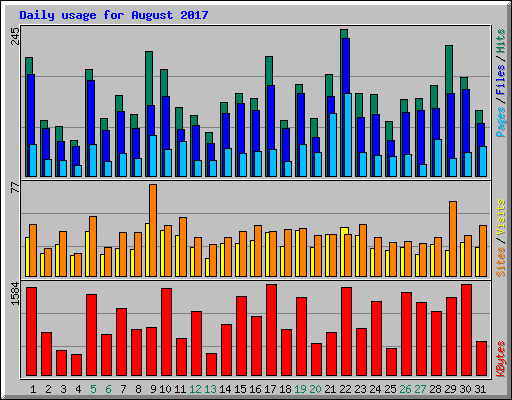 Daily usage for August 2017
245
77
1584
Pages / Files / Hits
Sites / Visits
KBytes
1 2 3 4 5 6 7 8 9 10 11 12 13 14 15 16 17 18 19 20 21 22 23 24 25 26 27 28 29 30 31